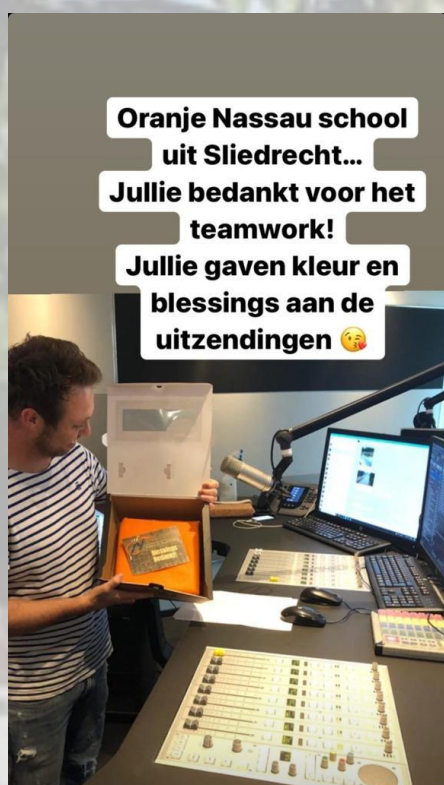 Oranje Nassau school
uit Sliedrecht...
Jullie bedankt voor het
teamwork!
Jullie gaven kleur en
blessings aan de
uitzendingen 😘